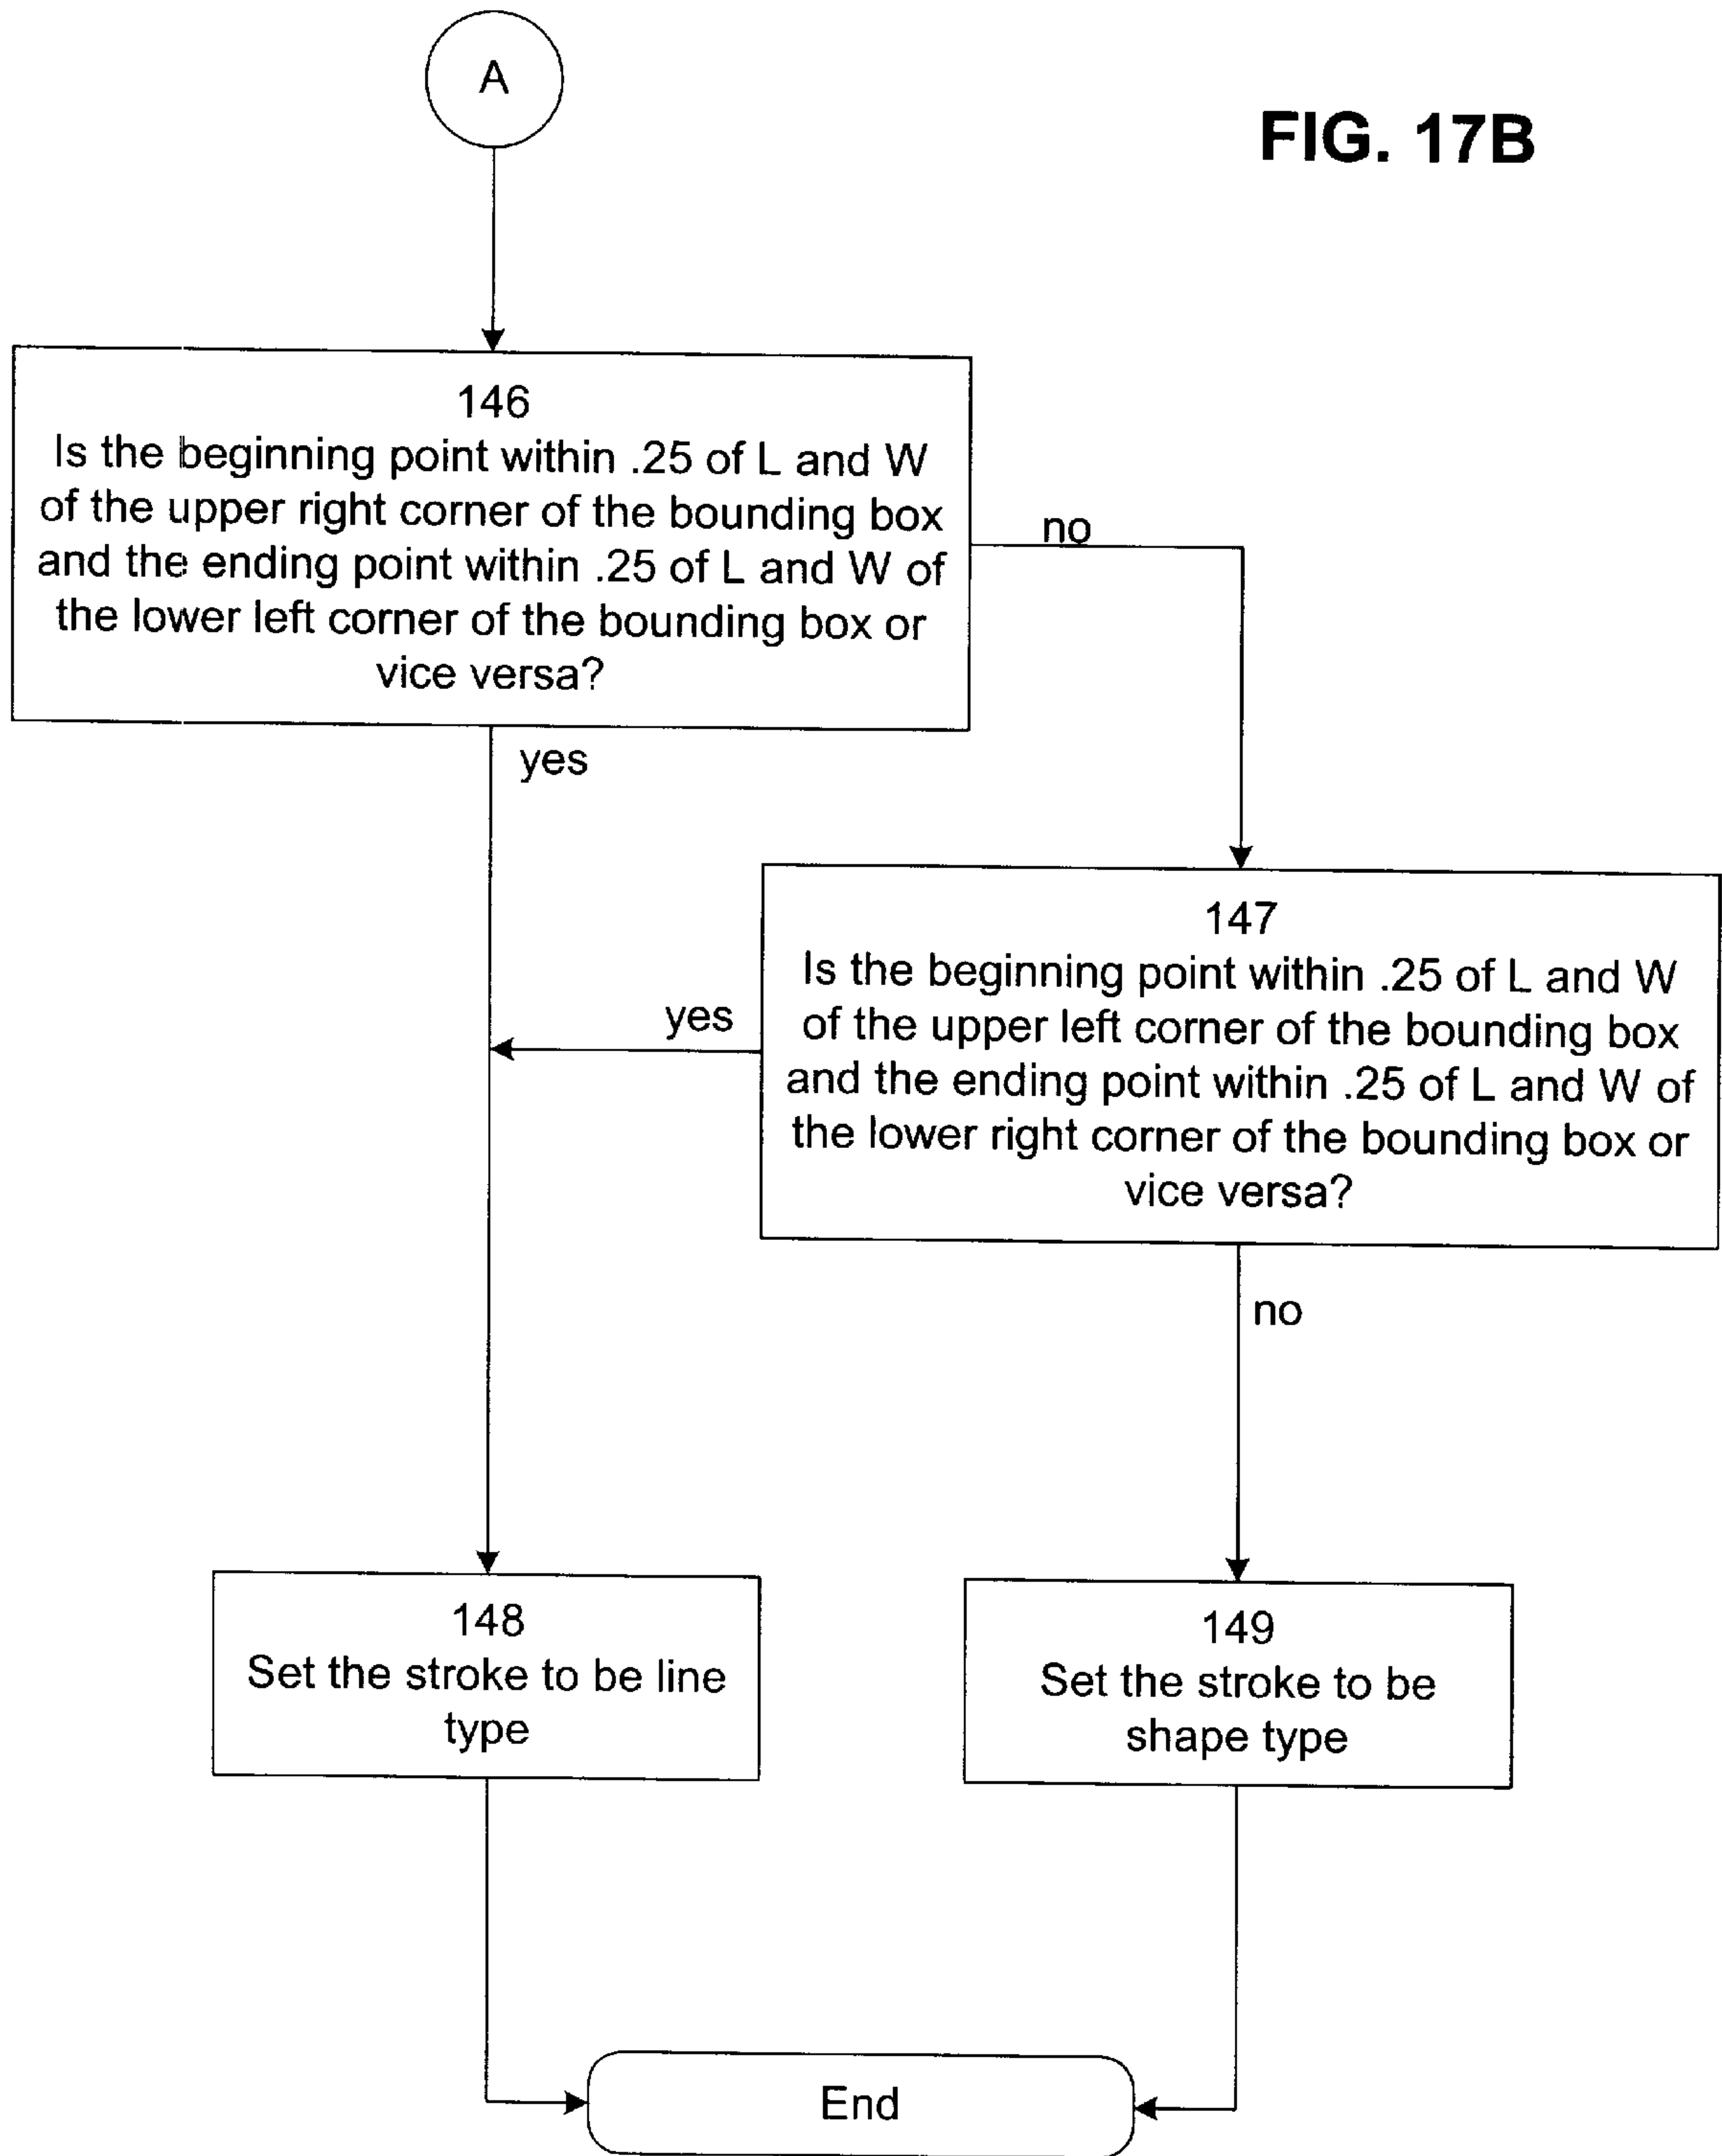 A
FIG. 17B
146
Is the beginning point within .25 of L and W
of the upper right corner of the bounding box
and the ending point within .25 of L and W of
the lower left corner of the bounding box or
vice versa?
no
yes
147
Is the beginning point within .25 of L and W
of the upper left corner of the bounding box
and the ending point within .25 of L and W of
the lower right corner of the bounding box or
vice versa?
yes
no
148
Set the stroke to be line
type
149
Set the stroke to be
shape type
End